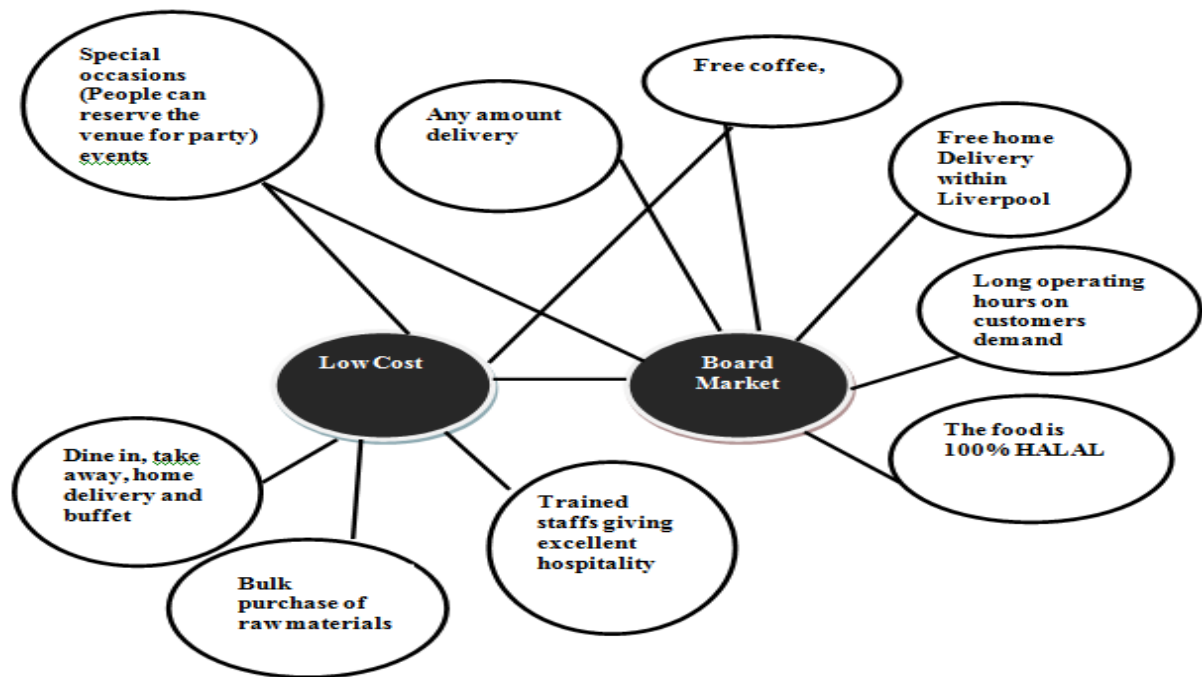 Special
occasions
(People can
reserve the
venue for party)
events
Any amount
delivery
Free coffee,
Free home
Delivery
within
Liverpool
Long operating
hours on
customers
demand
Low Cost
Board
Market
The food is
100% HALAL
Dine in, take
away, home
delivery and
buffet
Trained
staffs giving
excellent
hospitality
Bulk
purchase of
raw materials